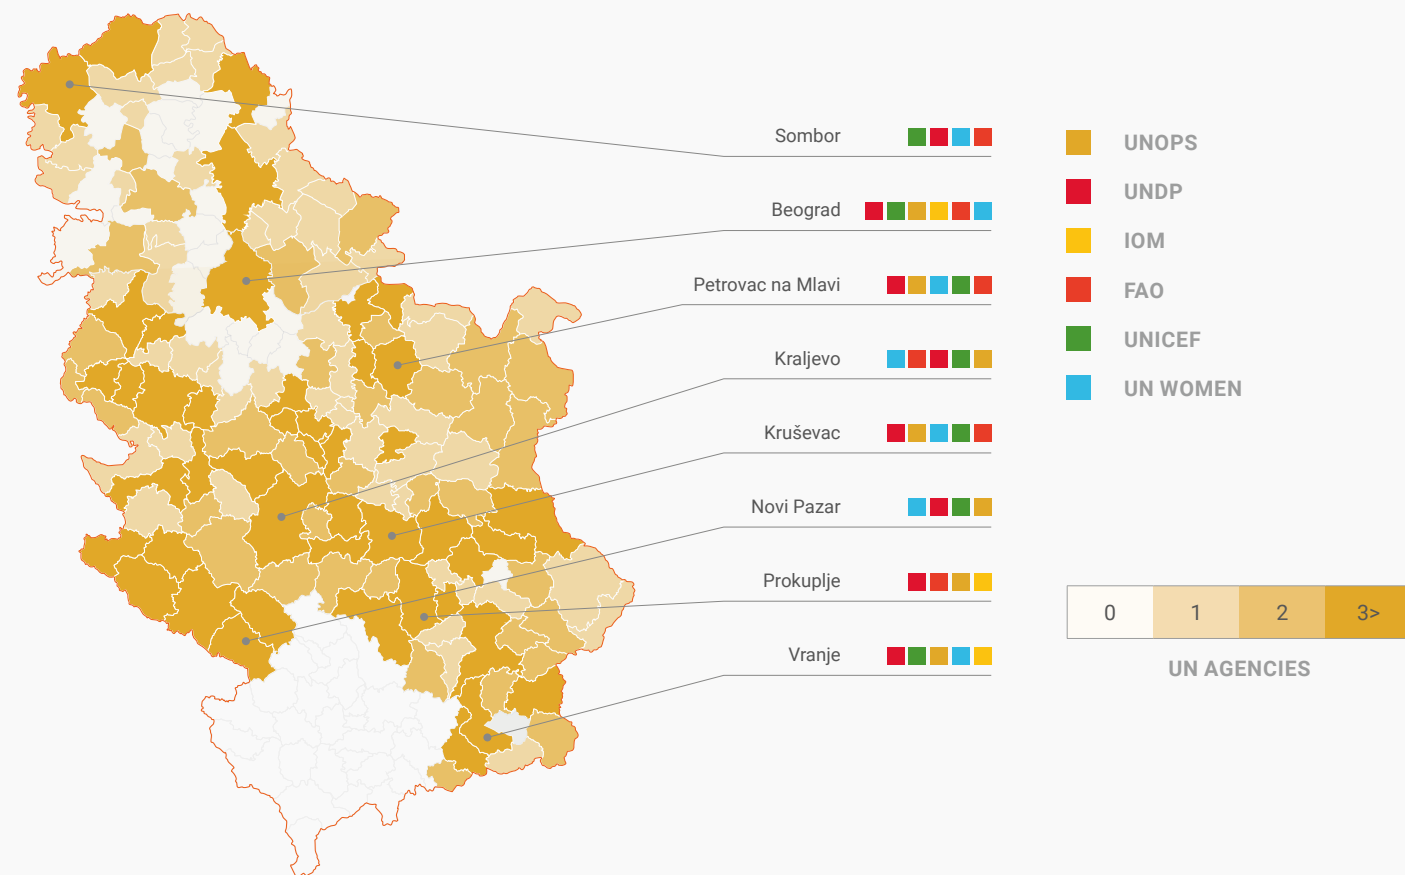 Sombor
Beograd
Petrovac na Mlavi
Kraljevo
Kruševac
Novi Pazar
Prokuplje
Vranje
UNOPS
UNDP
IOM
FAO
UNICEF
UN WOMEN
0 1 2 3>
UN AGENCIES